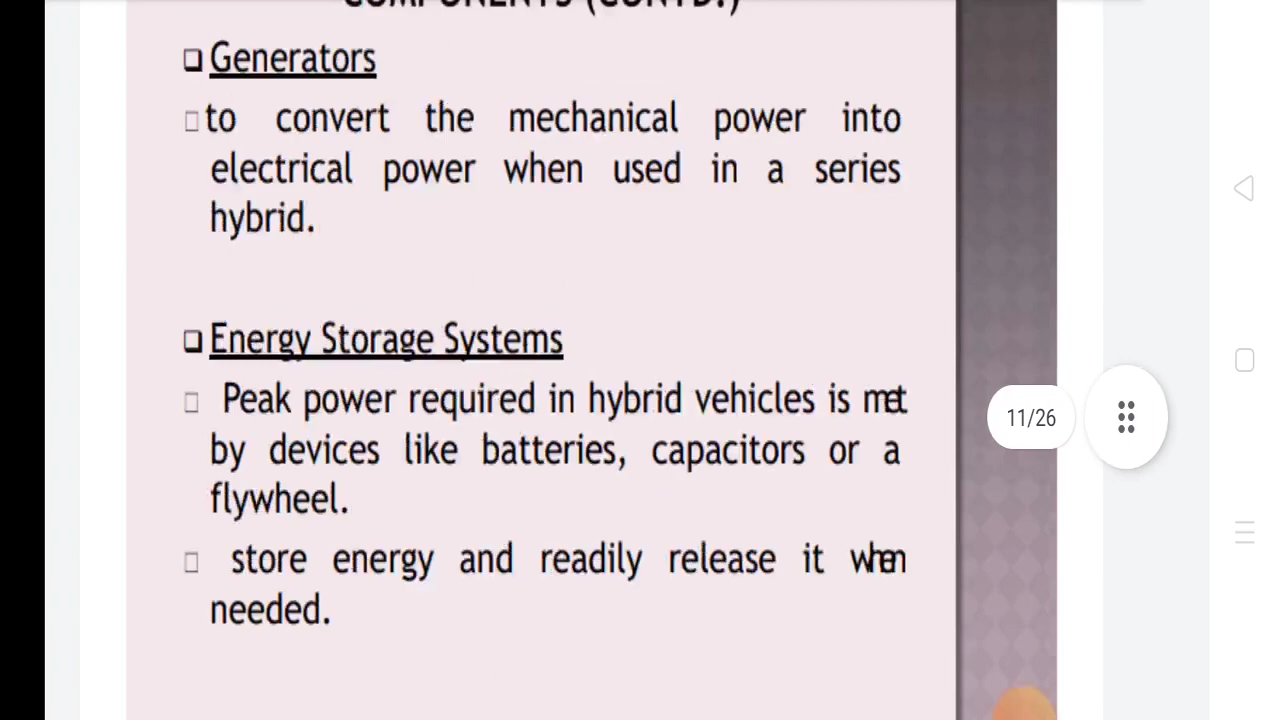 COMPONENTS (CONTD.)
❑ Generators
to convert the mechanical power into
electrical power when used in a series
hybrid.
❑ Energy Storage Systems
Peak power required in hybrid vehicles is met
by devices like batteries, capacitors or a
flywheel.
store energy and readily release it when
needed.
11/26